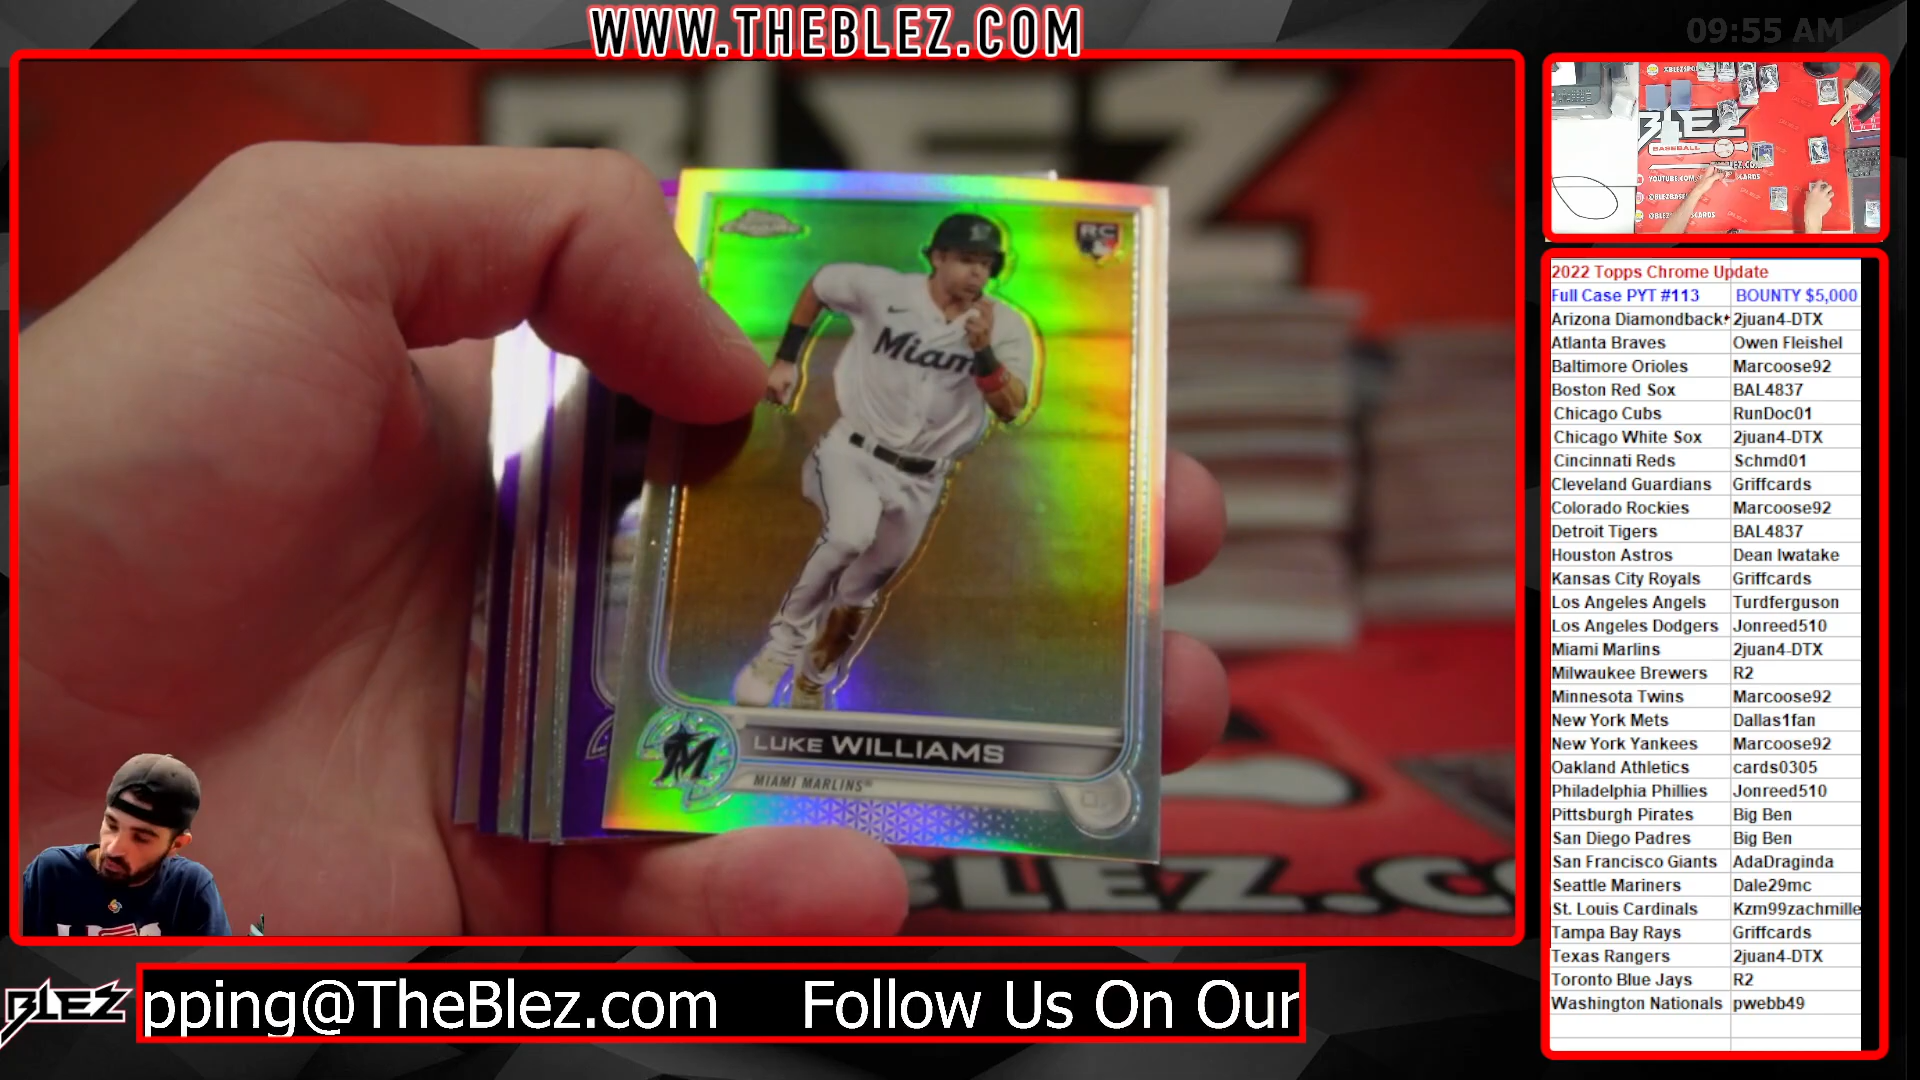 WWW.THEBLEZ.COM
09:55 AM
BLEZ
RC
Miam
LUKE WILLIAMS
MIAMI MARLINS
BLEZ.C
BLEZ
BASEBALL
2022 Topps Chrome Update
Full Case PYT #113 BOUNTY $5,000
Arizona Diamondback 2juan4-DTX
Atlanta Braves Owen Fleishel
Baltimore Orioles Marcoose92
Boston Red Sox BAL4837
Chicago Cubs RunDoc01
Chicago White Sox 2juan4-DTX
Cincinnati Reds Schmd01
Cleveland Guardians Griffcards
Colorado Rockies Marcoose92
Detroit Tigers BAL4837
Houston Astros Dean Iwatake
Kansas City Royals Griffcards
Los Angeles Angels Turdferguson
Los Angeles Dodgers Jonreed510
Miami Marlins 2juan4-DTX
Milwaukee Brewers R2
Minnesota Twins Marcoose92
New York Mets Dallas1fan
New York Yankees Marcoose92
Oakland Athletics cards0305
Philadelphia Phillies Jonreed510
Pittsburgh Pirates Big Ben
San Diego Padres Big Ben
San Francisco Giants AdaDraginda
Seattle Mariners Dale29mc
St. Louis Cardinals Kzm99zachmille
Tampa Bay Rays Griffcards
Texas Rangers 2juan4-DTX
Toronto Blue Jays R2
Washington Nationals pwebb49
BLEZ
pping@TheBlez.com Follow Us On Our